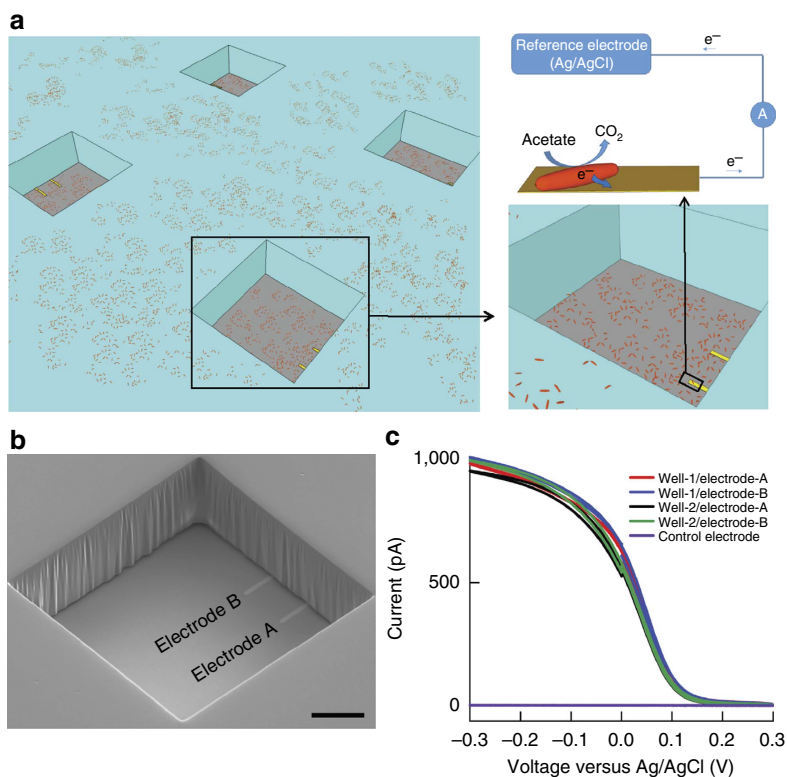 a
Reference electrode
(Ag/AgCl)
e–
A
Acetate
CO2
e–
e–
b
Electrode B
Electrode A
c
1,000
500
0
Current (pA)
Well-1/electrode-A
Well-1/electrode-B
Well-2/electrode-A
Well-2/electrode-B
Control electrode
–0.3
–0.2
–0.1
0.0
0.1
0.2
0.3
Voltage versus Ag/AgCl (V)